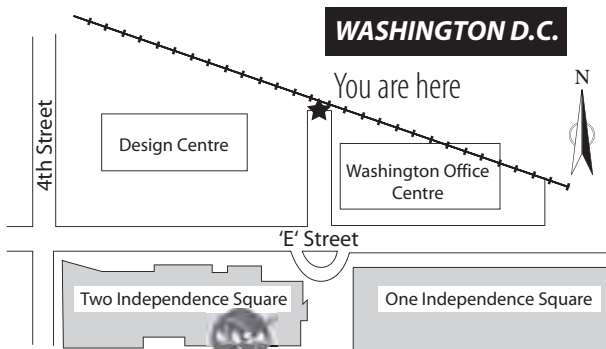 WASHINGTON D.C.
You are here
N
4th Street
Design Centre
Washington Office
Centre
'E' Street
Two Independence Square
One Independence Square